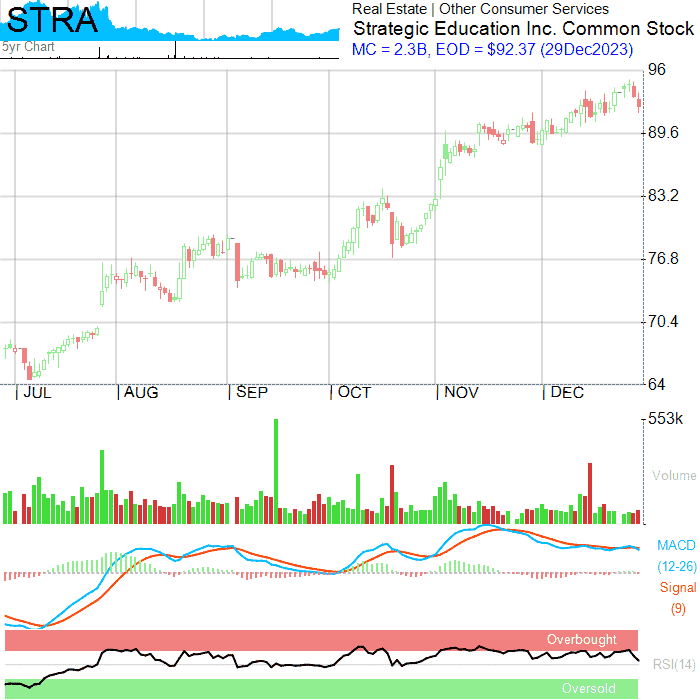 STRA
5yr Chart
Real Estate | Other Consumer Services
Strategic Education Inc. Common Stock
MC = 2.3B, EOD = $92.37 (29Dec2023)
96
89.6
83.2
76.8
70.4
64
|JUL |AUG |SEP |OCT |NOV |DEC
553k
Volume
MACD
(12-26)
Signal
(9)
Overbought
RSI(14)
Oversold